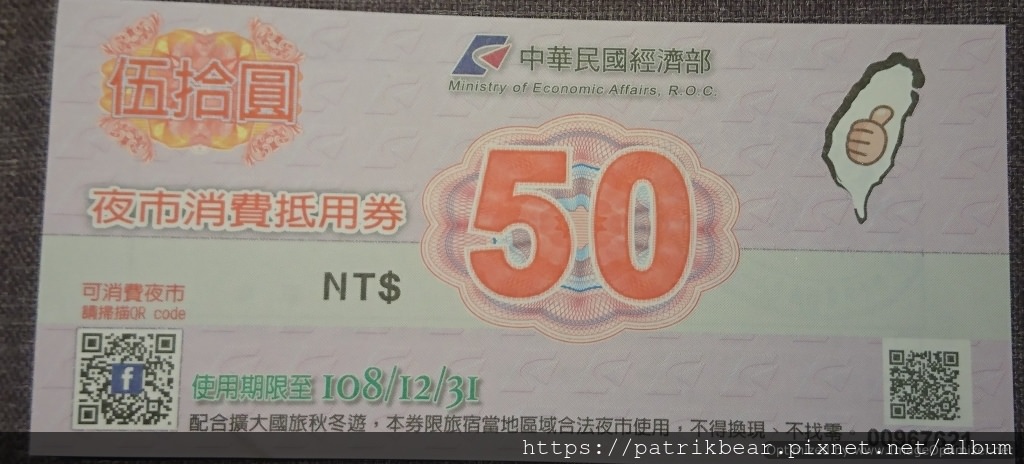 伍拾圓
中華民國經濟部
Ministry of Economic Affairs, R.O.C.
夜市消費抵用券
NT$ 50
可消費夜市
請掃描QR code
f
使用期限至 108/12/31
配合擴大國旅秋冬遊，本券限旅宿當地區域合法夜市使用，不得換現、不找零。
https://patrikbear.pixnet.net/album